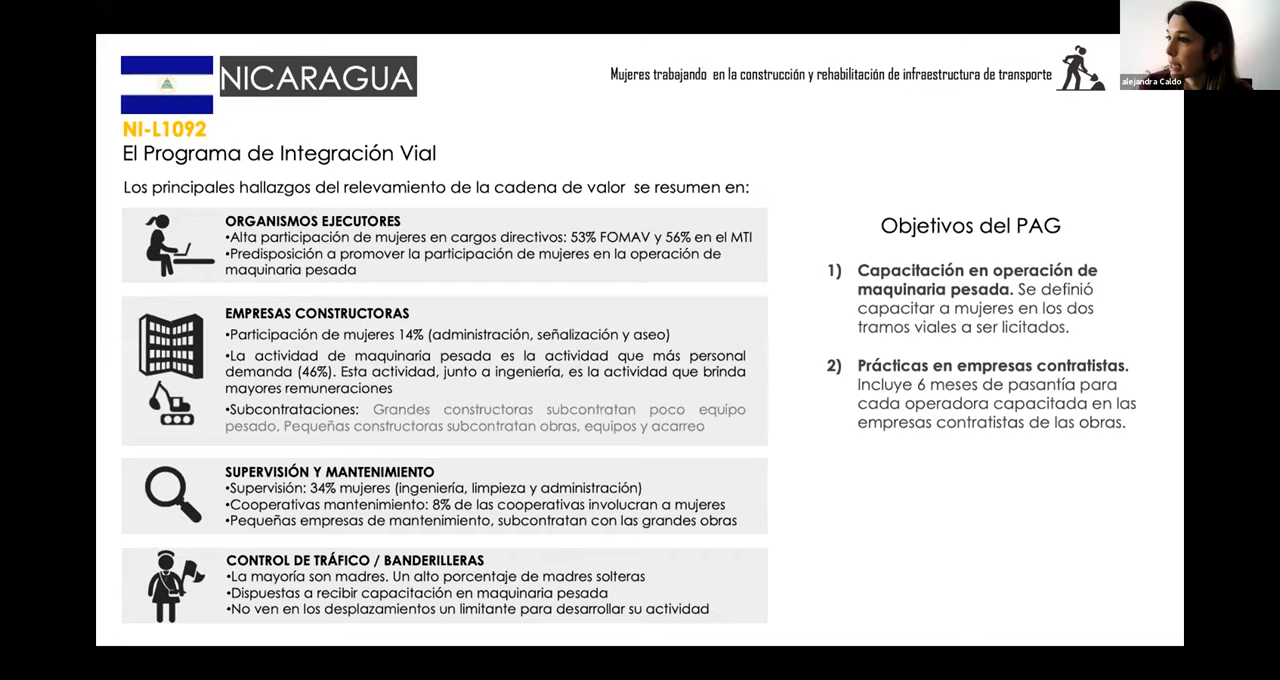 NICARAGUA
Mujeres trabajando en la construcción y rehabilitación de infraestructura de transporte
alejandra Caldo
NI-L1092
El Programa de Integración Vial
Los principales hallazgos del relevamiento de la cadena de valor se resumen en:
ORGANISMOS EJECUTORES
•Alta participación de mujeres en cargos directivos: 53% FOMAV y 56% en el MTI
•Predisposición a promover la participación de mujeres en la operación de
maquinaria pesada
EMPRESAS CONSTRUCTORAS
•Participación de mujeres 14% (administración, señalización y aseo)
•La actividad de maquinaria pesada es la actividad que más personal
demanda (46%). Esta actividad, junto a ingeniería, es la actividad que brinda
mayores remuneraciones
•Subcontrataciones: Grandes constructoras subcontratan poco equipo
pesado. Pequeñas constructoras subcontratan obras, equipos y acarreo
SUPERVISIÓN Y MANTENIMIENTO
•Supervisión: 34% mujeres (ingeniería, limpieza y administración)
•Cooperativas mantenimiento: 8% de las cooperativas involucran a mujeres
•Pequeñas empresas de mantenimiento, subcontratan con las grandes obras
CONTROL DE TRÁFICO / BANDERILLERAS
•La mayoría son madres. Un alto porcentaje de madres solteras
•Dispuestas a recibir capacitación en maquinaria pesada
•No ven en los desplazamientos un limitante para desarrollar su actividad
Objetivos del PAG
1) Capacitación en operación de
maquinaria pesada. Se definió
capacitar a mujeres en los dos
tramos viales a ser licitados.
2) Prácticas en empresas contratistas.
Incluye 6 meses de pasantía para
cada operadora capacitada en las
empresas contratistas de las obras.